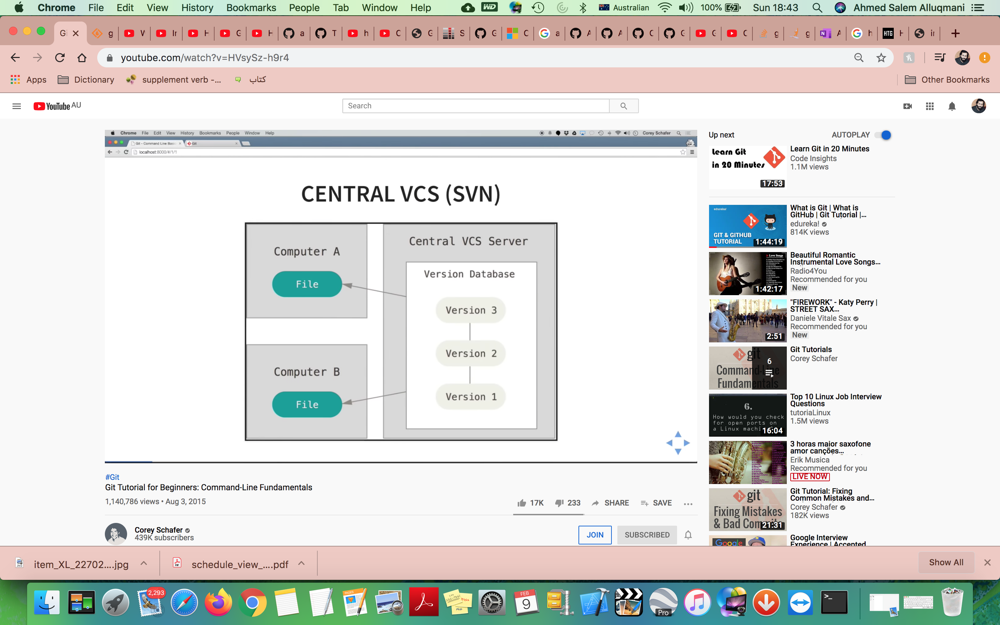 Chrome File Edit View History Bookmarks People Tab Window Help WD Australian 100% Sun 18:43 Ahmed Salem Alluqmani
youtube.com/watch?v=HVsySz-h9r4
Apps Dictionary supplement verb -... كتاب Other Bookmarks
YouTube AU Search
Chrome File Edit View History Bookmarks People Window Help Corey Schafer
Git - Command Line Basic Git
localhost:8000/#/1/1
CENTRAL VCS (SVN)
Computer A
File
Central VCS Server
Version Database
Version 3
Version 2
Version 1
Computer B
File
#Git
Git Tutorial for Beginners: Command-Line Fundamentals
1,140,786 views • Aug 3, 2015
17K 233 SHARE SAVE
Corey Schafer
439K subscribers
JOIN SUBSCRIBED
Up next AUTOPLAY
Learn Git
in 20 Minutes
17:53
Learn Git in 20 Minutes
Code Insights
1.1M views
edureka!
GIT & GITHUB
TUTORIAL
1:44:19
What is Git | What is
GitHub | Git Tutorial |...
edureka!
814K views
Love Songs
1:42:17
Beautiful Romantic
Instrumental Love Songs...
Radio4You
Recommended for you
New
2:51
"FIREWORK" - Katy Perry |
STREET SAX...
Daniele Vitale Sax
Recommended for you
New
git
Command-Line
Fundamentals
6
Git Tutorials
Corey Schafer
6.
How would you check
for open ports on
a Linux machi
16:04
Top 10 Linux Job Interview
Questions
tutoriaLinux
1.5M views
3 horas maior saxofone
amor canções...
Erik Musica
Recommended for you
LIVE NOW
git
Fixing Mistakes
& Bad Commits
21:31
Git Tutorial: Fixing
Common Mistakes and...
Corey Schafer
182K views
Google
Google Interview
Experience | Accepted
item_XL_22702....jpg schedule_view_....pdf Show All
2,293
PAGES
FEB
9
Pro